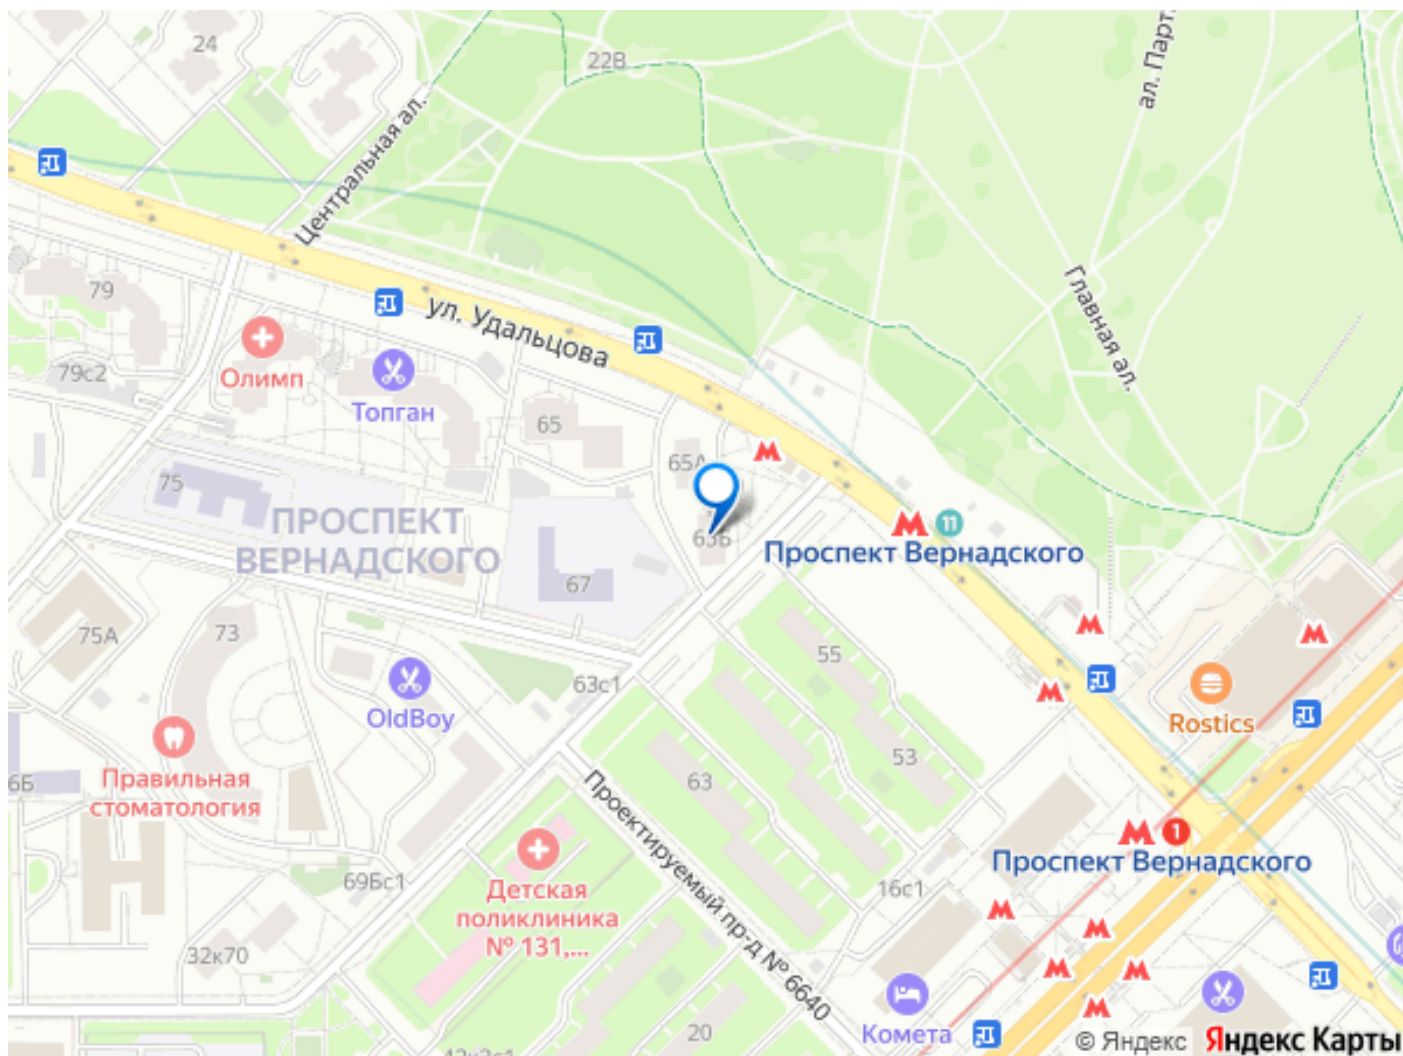 24
22В
ал. Парт.
Центральная ал.
Главная ал.
79
ул. Удальцова
79с2
Олимп
Топган
65
65А
75
ПРОСПЕКТ
ВЕРНАДСКОГО
65Б
11
Проспект Вернадского
67
75А
73
55
63с1
OldBoy
Rostics
53
Правильная
стоматология
6Б
63
Проектируемый пр-д № 6640
1
Проспект Вернадского
69Бс1
Детская
поликлиника
№ 131,...
16с1
32к70
Комета
20
© Яндекс Яндекс Карты